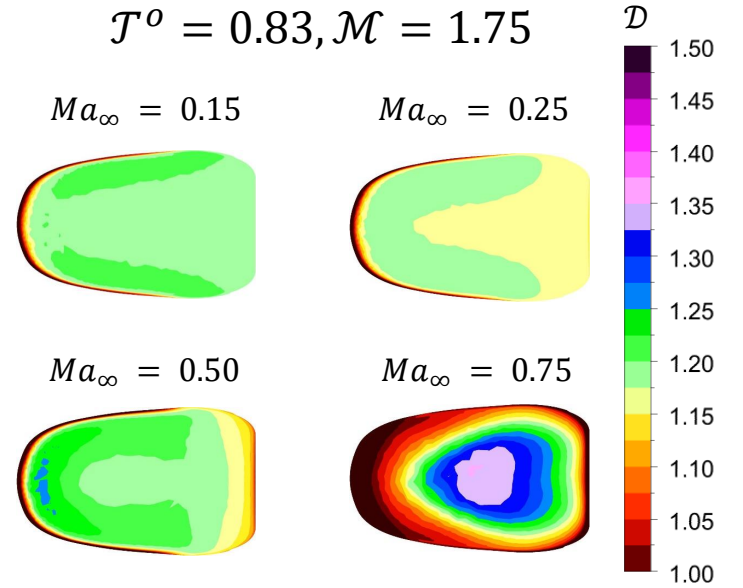 𝒯ᵒ = 0.83, ℳ = 1.75
𝒟
Ma∞ = 0.15
Ma∞ = 0.25
Ma∞ = 0.50
Ma∞ = 0.75
1.50
1.45
1.40
1.35
1.30
1.25
1.20
1.15
1.10
1.05
1.00